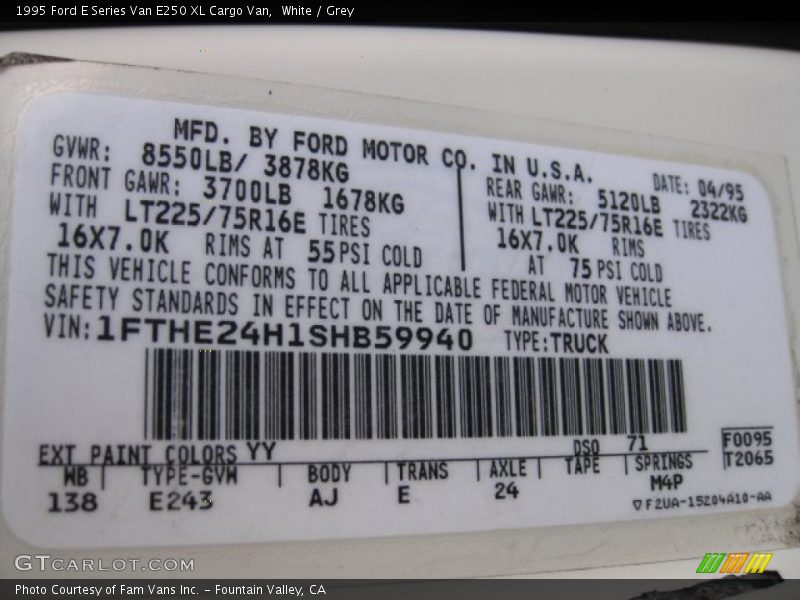 1995 Ford E Series Van E250 XL Cargo Van,  White / Grey
MFD. BY FORD MOTOR CO. IN U.S.A.
GVWR: 8550LB/ 3878KG
DATE: 04/95
FRONT GAWR: 3700LB 1678KG
REAR GAWR: 5120LB 2322KG
WITH LT225/75R16E TIRES
WITH LT225/75R16E TIRES
16X7.0K RIMS AT 55 PSI COLD
16X7.0K RIMS
AT 75 PSI COLD
THIS VEHICLE CONFORMS TO ALL APPLICABLE FEDERAL MOTOR VEHICLE
SAFETY STANDARDS IN EFFECT ON THE DATE OF MANUFACTURE SHOWN ABOVE.
VIN: 1FTHE24H1SHB59940 TYPE: TRUCK
EXT PAINT COLORS YY DSO 71
F0095
T2065
WB TYPE-GVW BODY TRANS AXLE TAPE SPRINGS
138 E243 AJ E 24 M4P
▽ F2UA-15204A10-AA
GTCARLOT.COM
Photo Courtesy of Fam Vans Inc. - Fountain Valley, CA